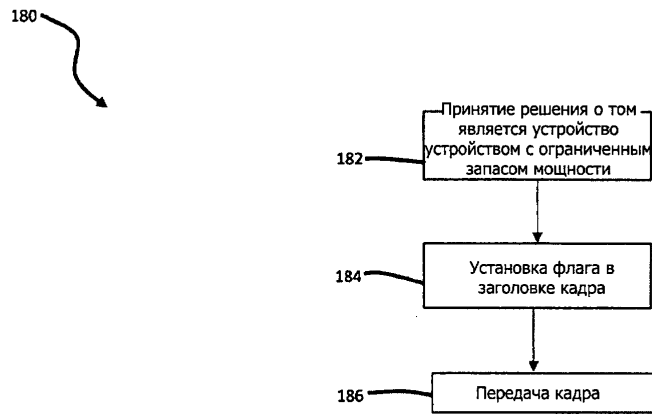 180
Принятие решения о том
является устройство
устройством с ограниченным
запасом мощности
182
Установка флага в
заголовке кадра
184
Передача кадра
186